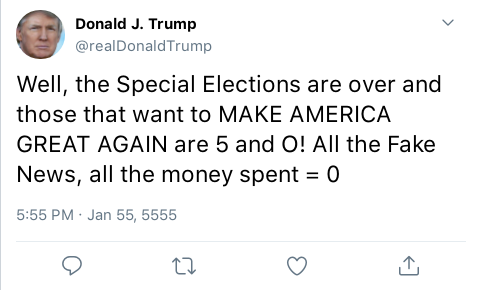 Donald J. Trump
@realDonaldTrump
Well, the Special Elections are over and
those that want to MAKE AMERICA
GREAT AGAIN are 5 and O! All the Fake
News, all the money spent = 0
5:55 PM · Jan 55, 5555